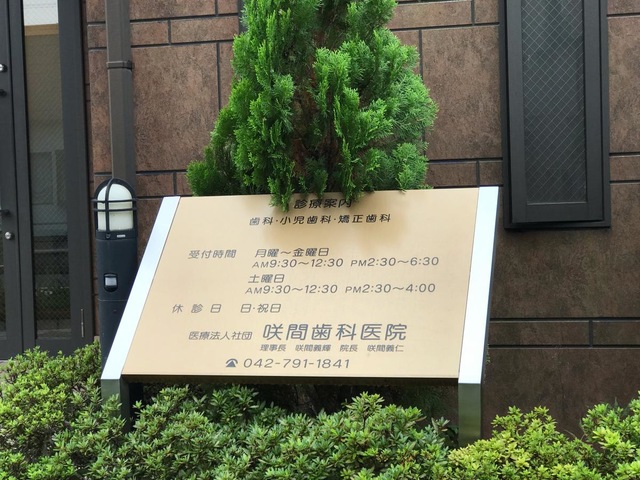 診療案内
歯科・小児歯科・矯正歯科
受付時間 月曜～金曜日
AM9:30～12:30 PM2:30～6:30
土曜日
AM9:30～12:30 PM2:30～4:00
休診日 日・祝日
医療法人社団 咲間歯科医院
理事長 咲間義輝 院長 咲間義仁
☎042-791-1841